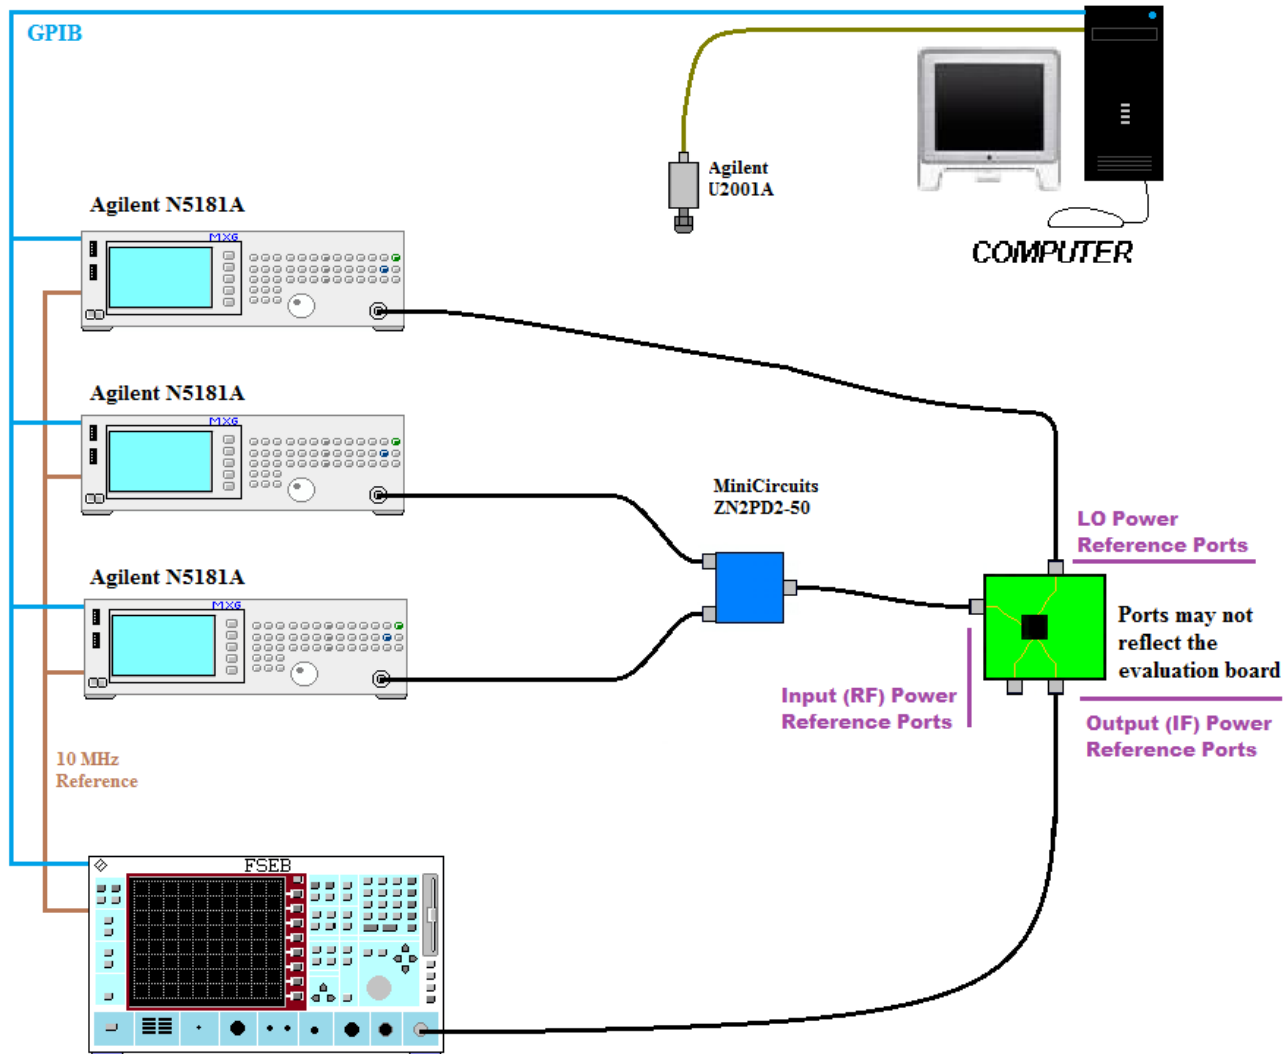 GPIB
Agilent
U2001A
COMPUTER
Agilent N5181A
MXG
Agilent N5181A
MXG
MiniCircuits
ZN2PD2-50
LO Power
Reference Ports
Agilent N5181A
MXG
Ports may not
reflect the
evaluation board
Input (RF) Power
Reference Ports
Output (IF) Power
Reference Ports
10 MHz
Reference
FSEB